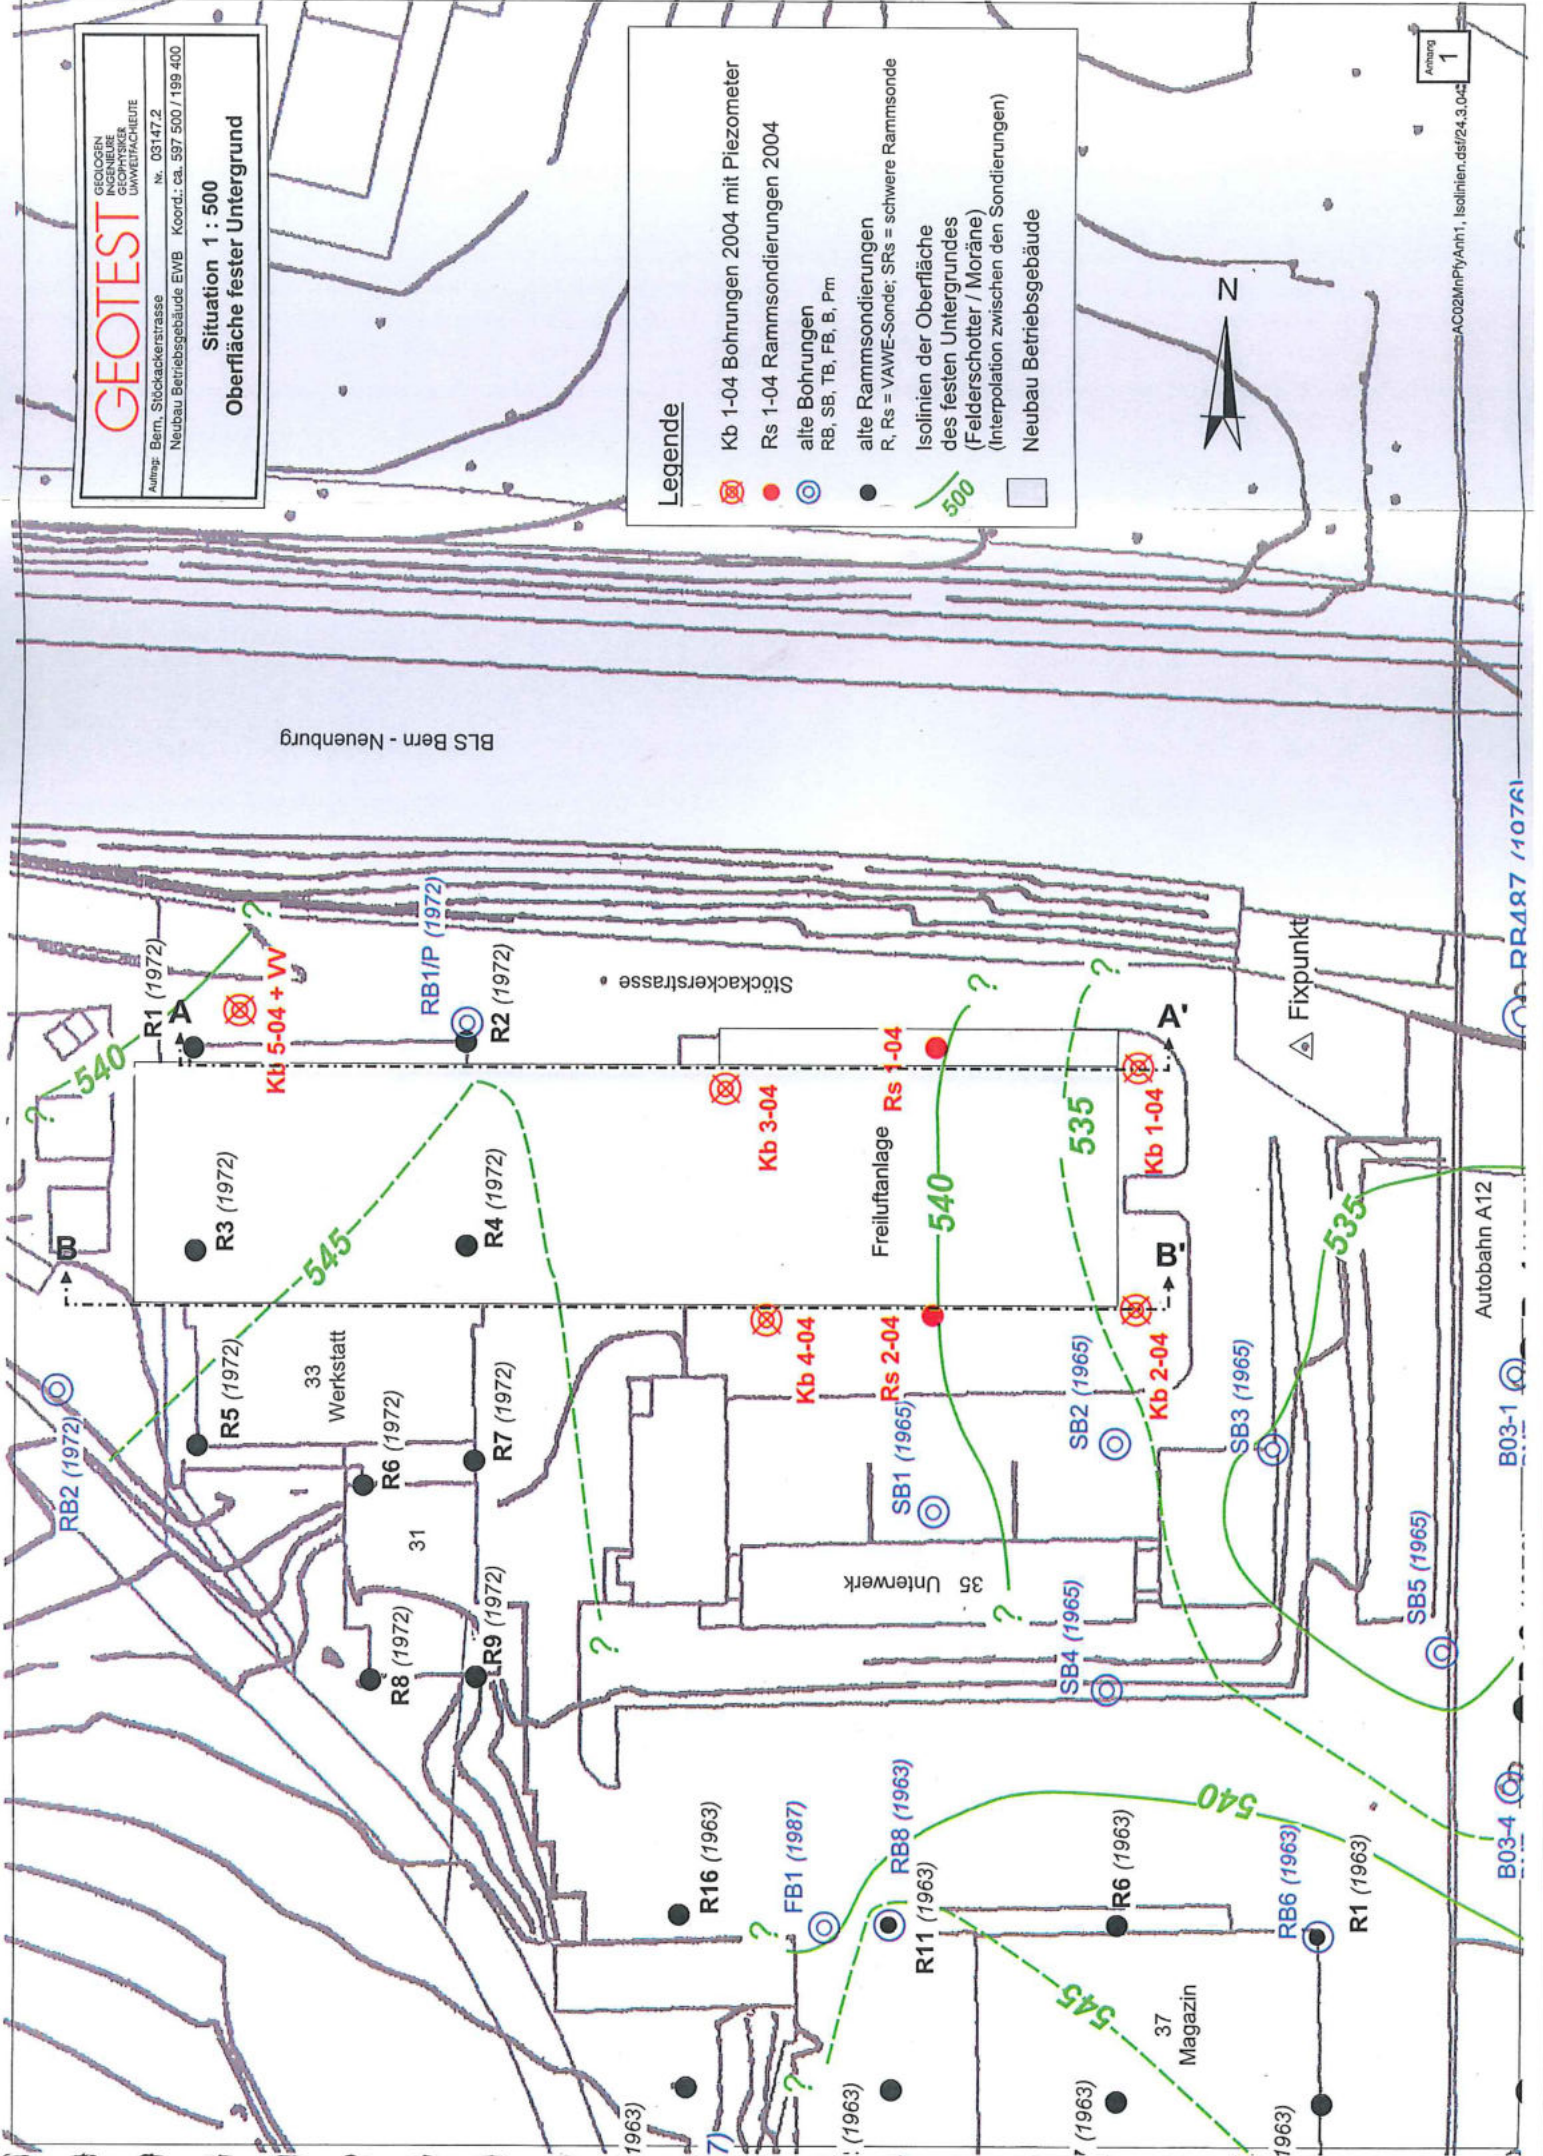 GEOTEST
GEOLOGEN
INGENIEURE
GEOPHYSIKER
UMWELTFACHLEUTE
Auftrag: Bern, Stöckackerstrasse Nr. 03147.2
Neubau Betriebsgebäude EWB Koord.: ca. 597 500 / 199 400
Situation 1 : 500
Oberfläche fester Untergrund
Legende
Kb 1-04 Bohrungen 2004 mit Piezometer
Rs 1-04 Rammsondierungen 2004
alte Bohrungen
RB, SB, TB, FB, B, Pm
alte Rammsondierungen
R, Rs = VAWE-Sonde; SRs = schwere Rammsonde
500
Isolinien der Oberfläche
des festen Untergrundes
(Felderschotter / Moräne)
(Interpolation zwischen den Sondierungen)
Neubau Betriebsgebäude
N
Anhang
1
BLS Bern - Neuenburg
Stöckackerstrasse
R1 (1972)
A
?
540
?
Kb 5-04 + VV
RB1/P (1972)
R2 (1972)
B
R3 (1972)
R4 (1972)
545
Kb 3-04
Rs 1-04
Freiluftanlage
540
?
535
?
A'
Kb 1-04
B'
Fixpunkt
Kb 4-04
Rs 2-04
Kb 2-04
535
Autobahn A12
RB2 (1972)
R5 (1972)
33
Werkstatt
R6 (1972)
R7 (1972)
31
R8 (1972)
R9 (1972)
?
SB1 (1965)
SB2 (1965)
SB3 (1965)
35 Unterwerk
?
SB4 (1965)
SB5 (1965)
B03-1
B03-4
R16 (1963)
FB1 (1987)
RB8 (1963)
R11 (1963)
?
540
R6 (1963)
RB6 (1963)
R1 (1963)
545
?
37
Magazin
1963)
7)
(1963)
(1963)
1963)